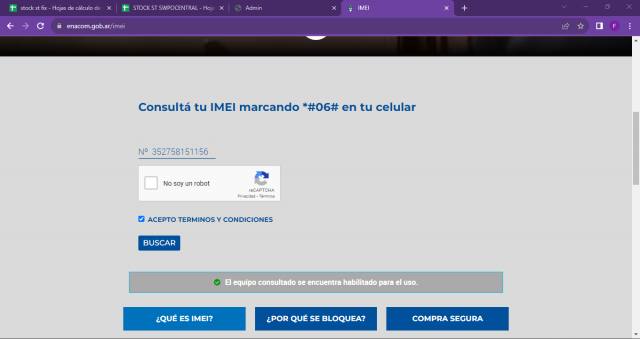 stock st fix - Hojas de cálculo de
STOCK ST SWPOCENTRAL - Hoja
Admin
IMEI
enacom.gob.ar/imei
F
Consultá tu IMEI marcando *#06# en tu celular
Nº 352758151156
No soy un robot
reCAPTCHA
Privacidad - Términos
ACEPTO TERMINOS Y CONDICIONES
BUSCAR
El equipo consultado se encuentra habilitado para el uso.
¿QUÉ ES IMEI?
¿POR QUÉ SE BLOQUEA?
COMPRA SEGURA